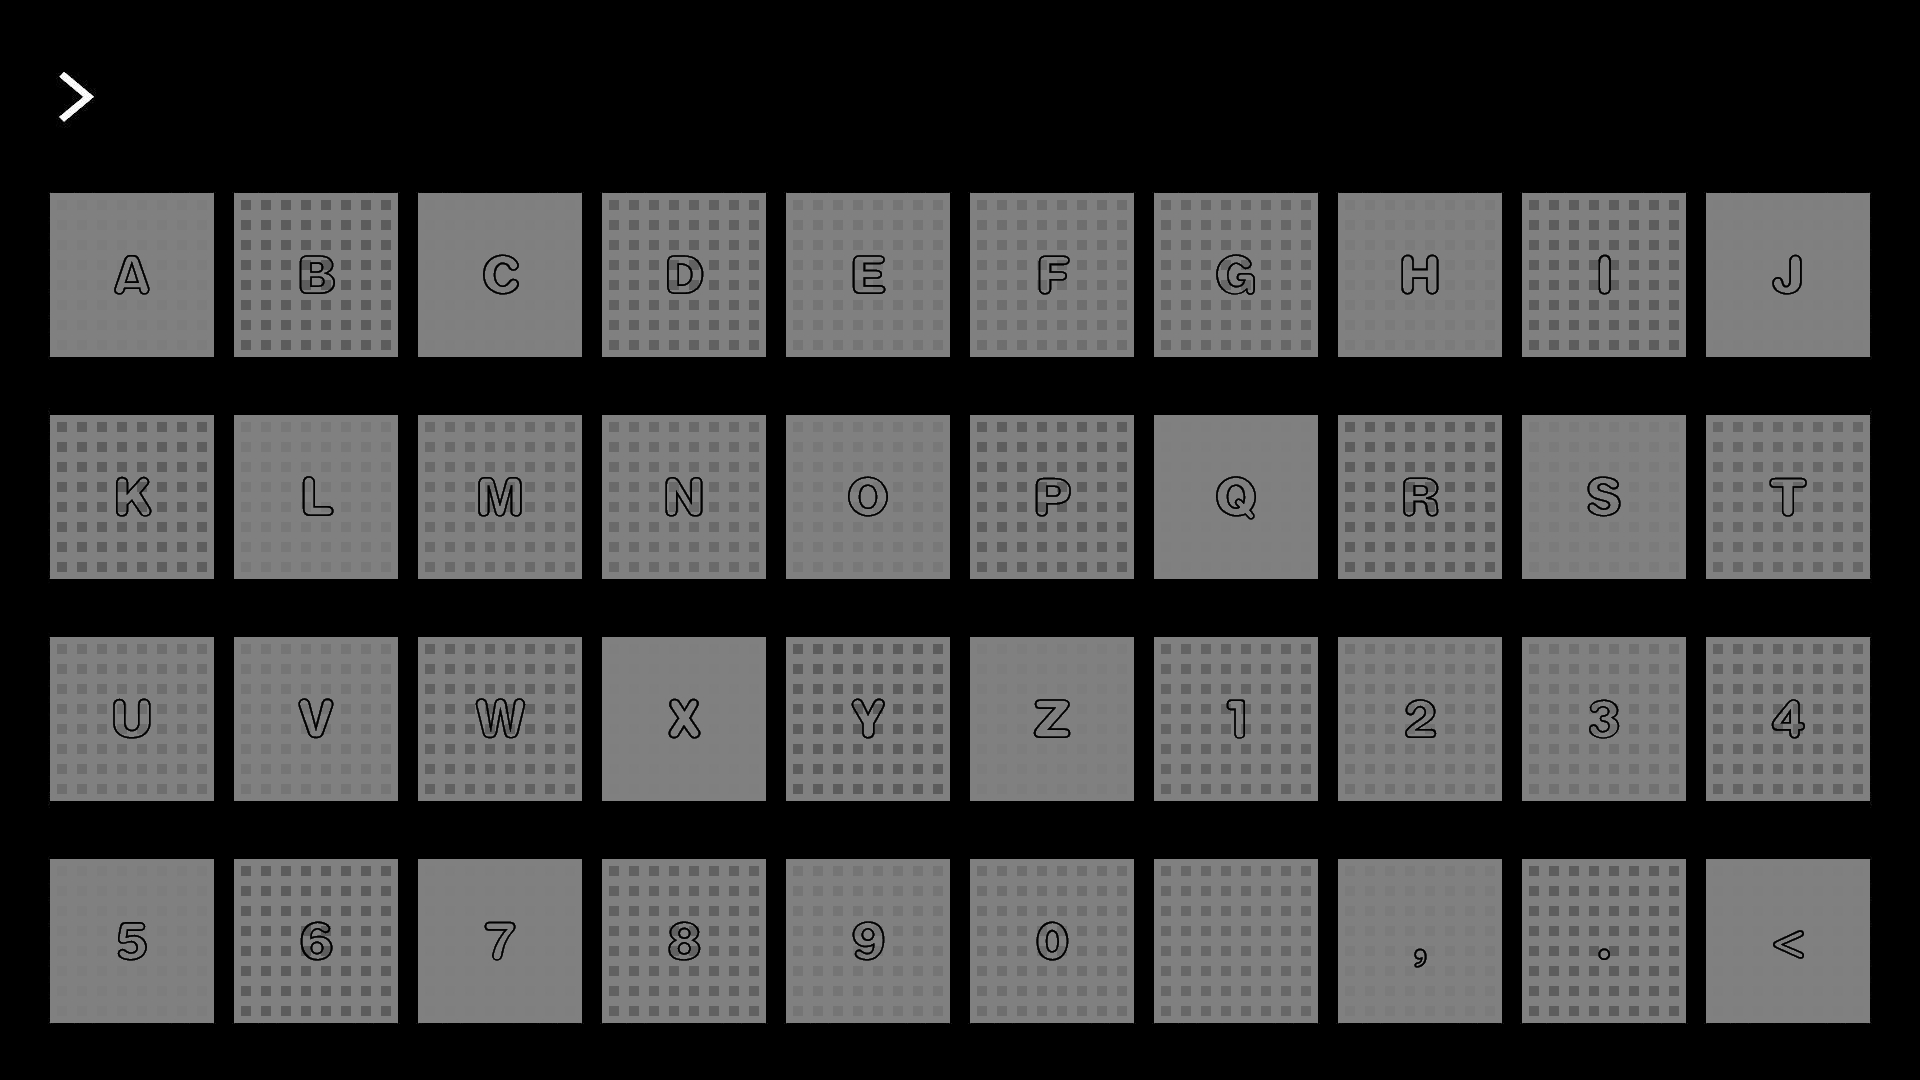 >
A B C D E F G H I J
K L M N O P Q R S T
U V W X Y Z 1 2 3 4
5 6 7 8 9 0 , . <